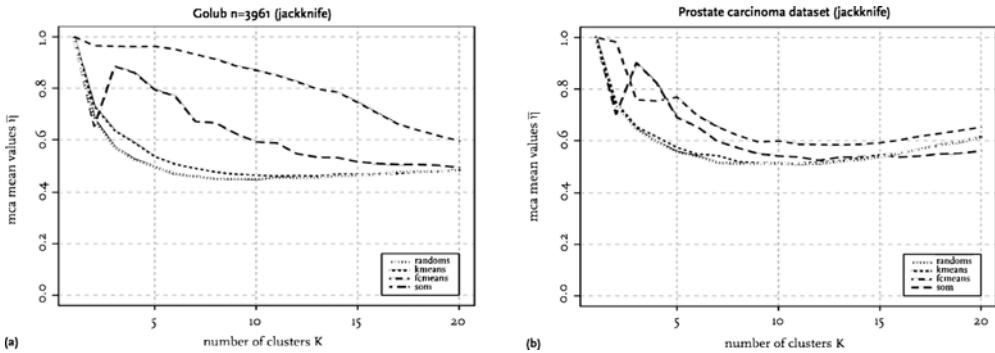 Golub n=3961 (jackknife)
mca mean values η̅
1.0
0.8
0.6
0.4
0.2
0.0
randoms
kmeans
fcmeans
som
5
10
15
20
number of clusters K
(a)
Prostate carcinoma dataset (jackknife)
mca mean values η̅
1.0
0.8
0.6
0.4
0.2
0.0
randoms
kmeans
fcmeans
som
5
10
15
20
number of clusters K
(b)